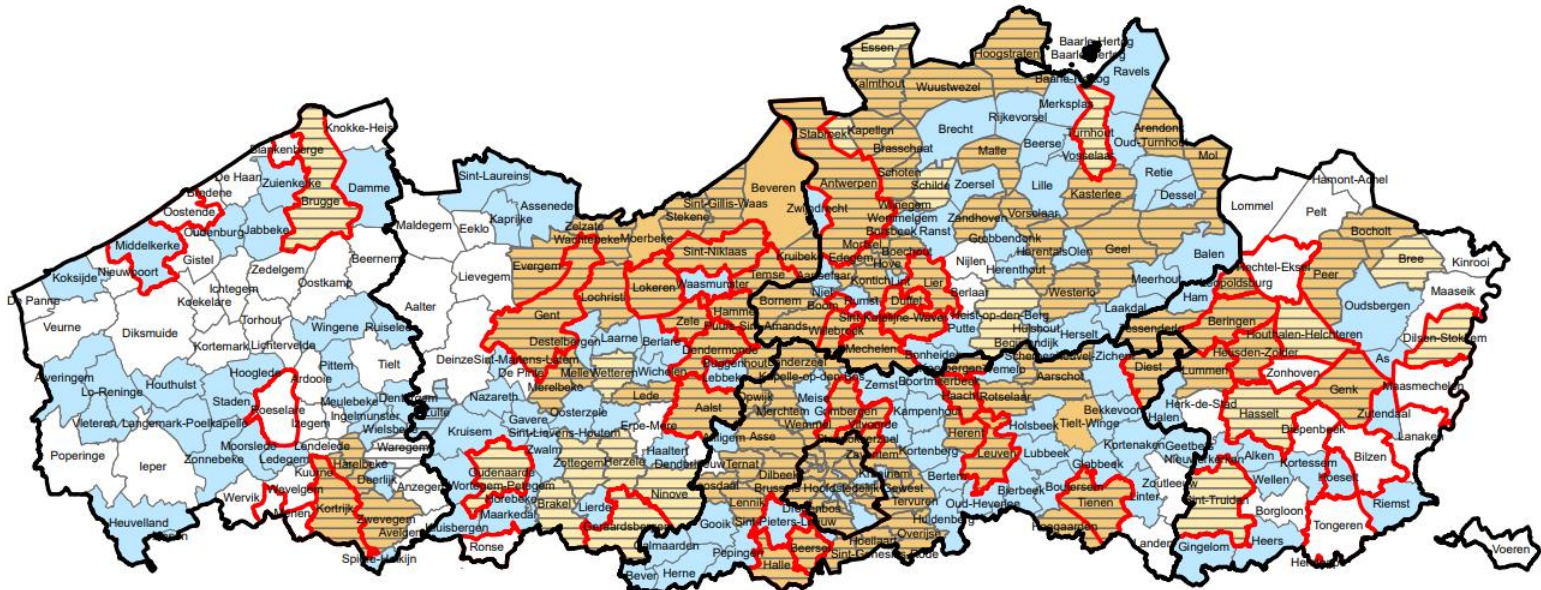 Essen
Hoogstraten
Baarle-Hertog
Baarle-Hertog
Baarle-Hertog
Ravels
Kalmthout
Wuustwezel
Merksplas
Rijkevorsel
Knokke-Heist
Blankenberge
Stabroek
Kapellen
Brecht
Turnhout
Arendonk
Oud-Turnhout
Brasschaat
Malle
Beerse
Vosselaar
Mol
De Haan
Zuienkerke
Damme
Sint-Laureins
Beveren
Antwerpen
Schoten
Schilde
Zoersel
Lille
Retie
Dessel
Kasterlee
Hamont-Achel
Bredene
Oostende
Brugge
Assenede
Kaprijke
Zelzate
Sint-Gillis-Waas
Stekene
Zwijndrecht
Wijnegem
Wommelgem
Zandhoven
Vorselaar
Lommel
Pelt
Middelkerke
Oudenburg
Jabbeke
Maldegem
Eeklo
Wachtebeke
Moerbeke
Borsbeek
Ranst
Grobbendonk
Herentals
Olen
Geel
Balen
Bocholt
Koksijde
Nieuwpoort
Gistel
Zedelgem
Beernem
Lievegem
Evergem
Sint-Niklaas
Kruibeke
Mortsel
Edegem
Hove
Boechout
Nijlen
Herenthout
Meerhout
Hechtel-Eksel
Peer
Bree
Kinrooi
De Panne
Ichtegem
Oostkamp
Aalter
Lochristi
Lokeren
Temse
Waasmunster
Aartselaar
Kontich
Lint
Lier
Niel
Rumst
Boom
Duffel
Berlaar
Westerlo
Laakdal
Ham
Leopoldsburg
Oudsbergen
Maaseik
Veurne
Diksmuide
Koekelare
Torhout
Wingene
Ruiselede
Gent
Hamme
Zele
Bornem
Puurs-Sint-Amands
Willebroek
Sint-Katelijne-Waver
Heist-op-den-Berg
Putte
Hulshout
Herselt
Tessenderlo
Beringen
Houthalen-Helchteren
Dilsen-Stokkem
Kortemark
Lichtervelde
Tielt
Deinze
Sint-Martens-Latem
Destelbergen
Laarne
Berlare
Dendermonde
Mechelen
Bonheiden
Begijnendijk
Scherpenheuvel-Zichem
Heusden-Zolder
As
Alveringem
Houthulst
Hooglede
Ardooie
Pittem
De Pinte
Merelbeke
Melle
Wetteren
Wichelen
Buggenhout
Lebbeke
Londerzeel
Kapelle-op-den-Bos
Zemst
Boortmeerbeek
Keerbergen
Tremelo
Aarschot
Diest
Lummen
Zonhoven
Genk
Maasmechelen
Lo-Reninge
Staden
Roeselare
Meulebeke
Dentergem
Zulte
Nazareth
Oosterzele
Lede
Aalst
Opwijk
Merchtem
Meise
Grimbergen
Vilvoorde
Kampenhout
Haacht
Rotselaar
Holsbeek
Bekkevoort
Halen
Herk-de-Stad
Hasselt
Diepenbeek
Zutendaal
Lanaken
Vleteren
Langemark-Poelkapelle
Izegem
Ingelmunster
Wielsbeke
Kruisem
Gavere
Sint-Lievens-Houtem
Erpe-Mere
Wemmel
Asse
Steenokkerzeel
Tielt-Winge
Poperinge
Ieper
Zonnebeke
Moorslede
Ledegem
Lendelede
Waregem
Zwalm
Haaltert
Denderleeuw
Affligem
Ternat
Dilbeek
Zaventem
Kortenberg
Herent
Leuven
Lubbeek
Kortenaken
Geetbets
Nieuwerkerken
Alken
Kortessem
Bilzen
Hoeselt
Kuurne
Harelbeke
Deerlijk
Oudenaarde
Zottegem
Herzele
Roosdaal
Brussels
Hoofdstedelijk
Gewest
Kraainem
Bertem
Bierbeek
Glabbeek
Boutersem
Zoutleeuw
Linter
Wellen
Wervik
Wevelgem
Menen
Kortrijk
Anzegem
Wortegem-Petegem
Horebeke
Maarkedal
Brakel
Lierde
Ninove
Lennik
Tervuren
Oud-Heverlee
Tienen
Sint-Truiden
Borgloon
Tongeren
Riemst
Heuvelland
Zwevegem
Avelgem
Kluisbergen
Geraardsbergen
Gooik
Sint-Pieters-Leeuw
Drogenbos
Huldenberg
Overijse
Hoegaarden
Spiere-Helkijn
Ronse
Galmaarden
Pepingen
Beersel
Hoeilaart
Sint-Genesius-Rode
Landen
Gingelom
Heers
Voeren
Bever
Herne
Halle
Herstappe